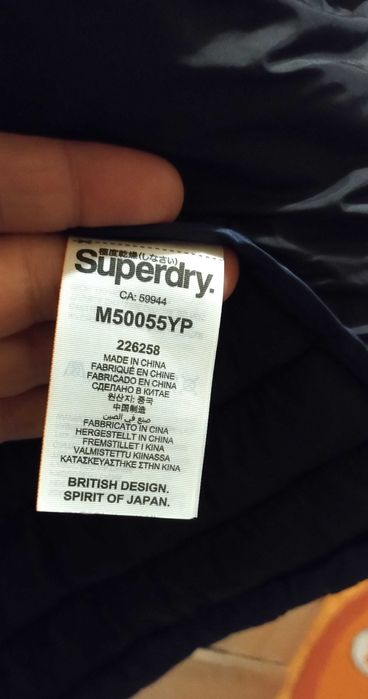 極度乾燥(しなさい)
Superdry.
CA: 59944
M50055YP
226258
MADE IN CHINA
FABRIQUÉ EN CHINE
FABRICADO EN CHINA
СДЕЛАНО В КИТАЕ
원산지: 중국
中国制造
صنع في الصين
FABBRICATO IN CINA
HERGESTELLT IN CHINA
FREMSTILLET I KINA
VALMISTETTU KIINASSA
ΚΑΤΑΣΚΕΥΑΣΤΗΚΕ ΣΤΗΝ ΚΙΝΑ
BRITISH DESIGN.
SPIRIT OF JAPAN.